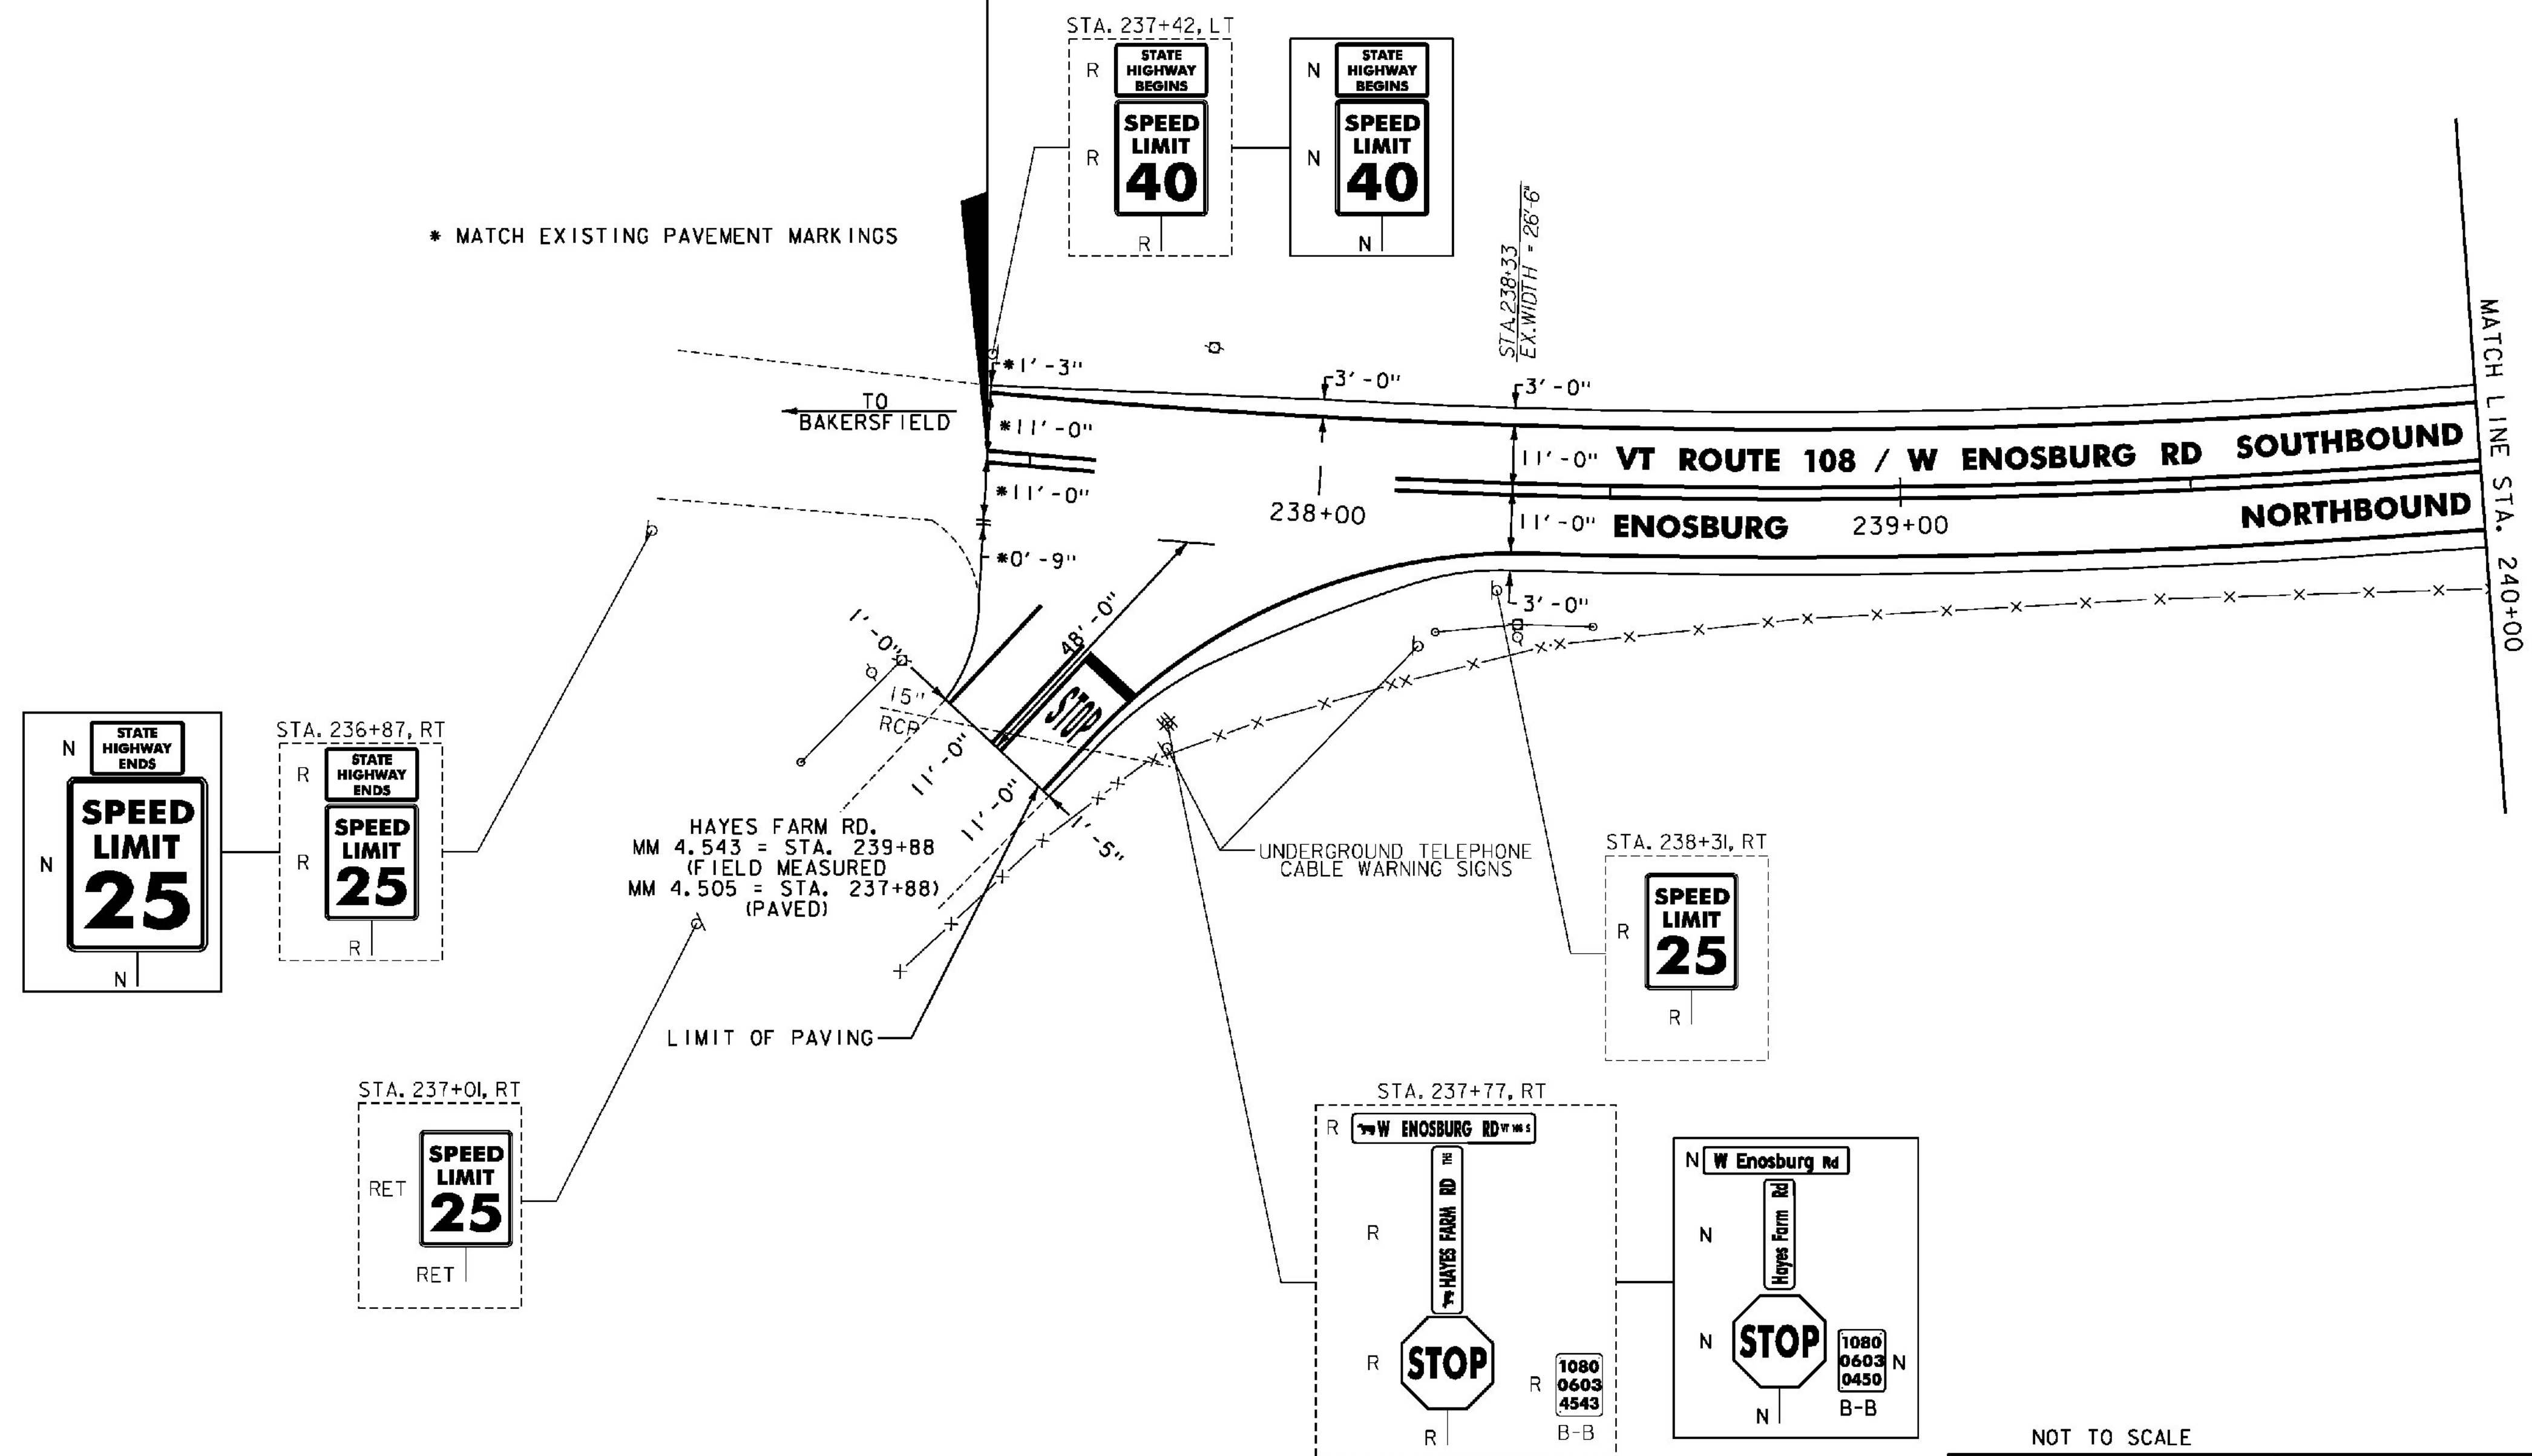 STA. 237+42, LT
R
STATE
HIGHWAY
BEGINS
R
SPEED
LIMIT
40
R
N
STATE
HIGHWAY
BEGINS
N
SPEED
LIMIT
40
N
* MATCH EXISTING PAVEMENT MARKINGS
STA.238+33
EX.WIDTH = 26'-6"
MATCH LINE STA. 240+00
*1'-3"
3'-0"
3'-0"
TO
BAKERSFIELD
*11'-0"
11'-0"
VT ROUTE 108 / W ENOSBURG RD SOUTHBOUND
*11'-0"
238+00
11'-0"
ENOSBURG
239+00
NORTHBOUND
*0'-9"
3'-0"
48'-0"
1'-0"
15"
RCP
STOP
11'-0"
11'-0"
1'-5"
N
STATE
HIGHWAY
ENDS
N
SPEED
LIMIT
25
N
STA. 236+87, RT
R
STATE
HIGHWAY
ENDS
R
SPEED
LIMIT
25
R
HAYES FARM RD.
MM 4.543 = STA. 239+88
(FIELD MEASURED
MM 4.505 = STA. 237+88)
(PAVED)
UNDERGROUND TELEPHONE
CABLE WARNING SIGNS
STA. 238+31, RT
R
SPEED
LIMIT
25
R
LIMIT OF PAVING
STA. 237+01, RT
RET
SPEED
LIMIT
25
RET
STA. 237+77, RT
R
W ENOSBURG RD VT 108 S
R
HAYES FARM RD
R
STOP
R
R
1080
0603
4543
B-B
N
W Enosburg Rd
N
Hayes Farm Rd
N
STOP
N
1080
0603
0450
N
B-B
NOT TO SCALE